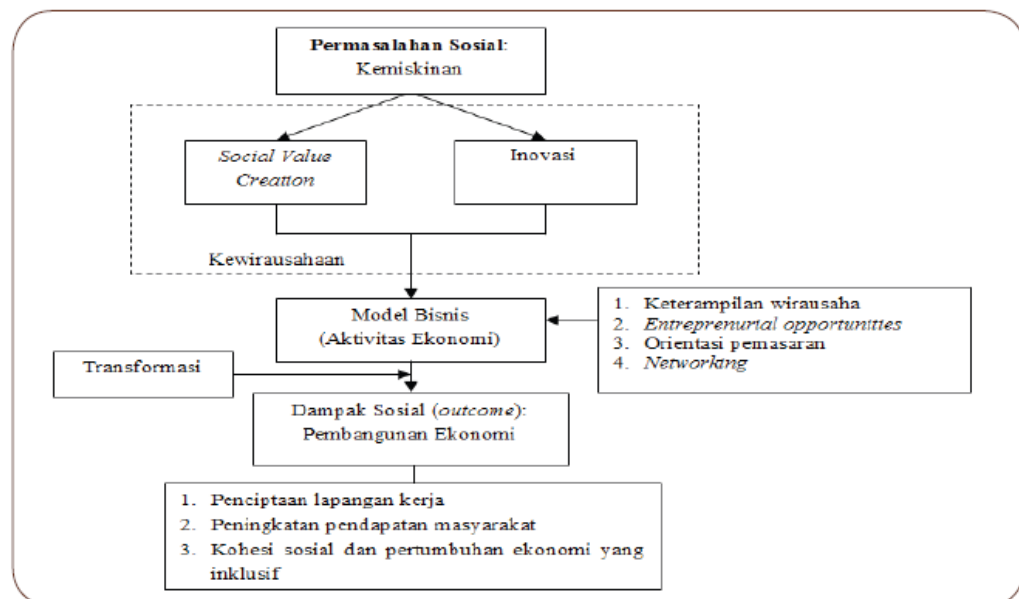 Permasalahan Sosial:
Kemiskinan
Social Value
Creation
Inovasi
Kewirausahaan
Model Bisnis
(Aktivitas Ekonomi)
1. Keterampilan wirausaha
2. Entreprenurial opportunities
3. Orientasi pemasaran
4. Networking
Transformasi
Dampak Sosial (outcome):
Pembangunan Ekonomi
1. Penciptaan lapangan kerja
2. Peningkatan pendapatan masyarakat
3. Kohesi sosial dan pertumbuhan ekonomi yang
inklusif